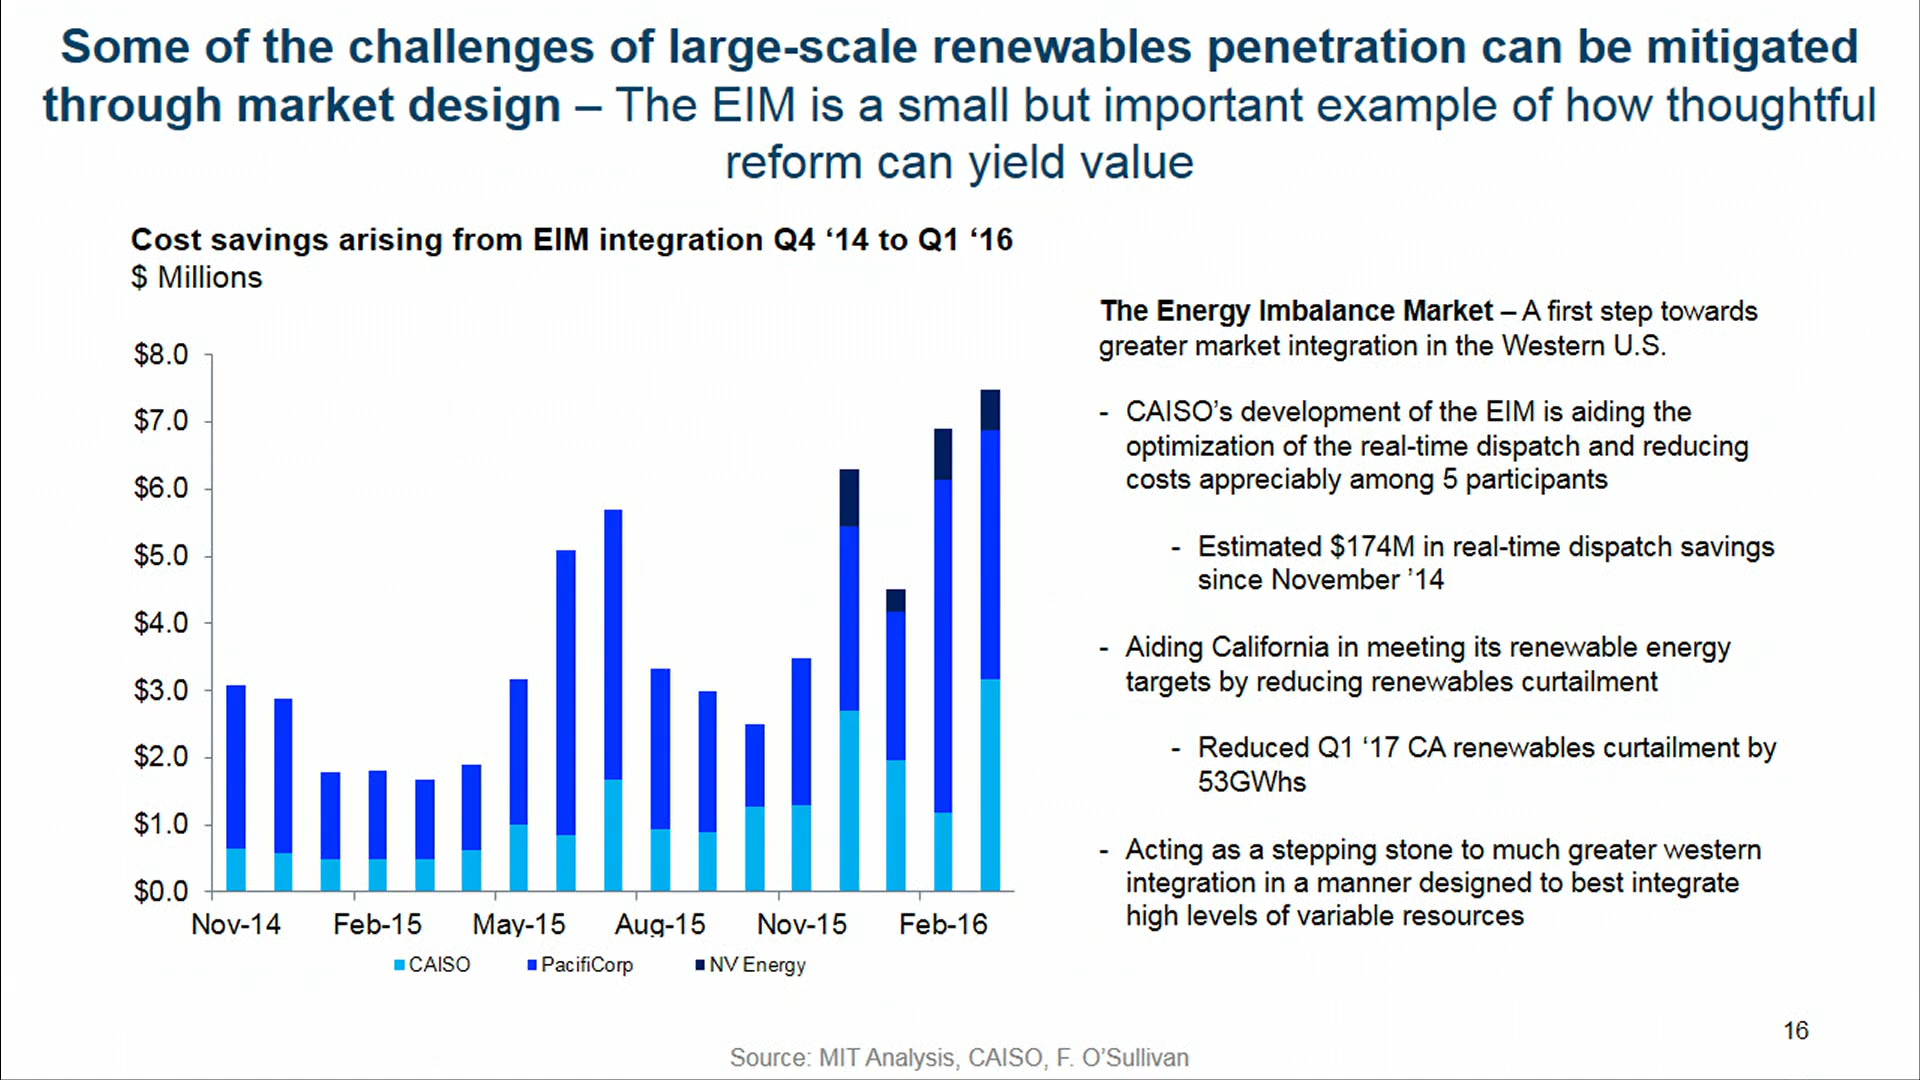 Some of the challenges of large-scale renewables penetration can be mitigated
through market design – The EIM is a small but important example of how thoughtful
reform can yield value
Cost savings arising from EIM integration Q4 ‘14 to Q1 ‘16
$ Millions
$8.0
$7.0
$6.0
$5.0
$4.0
$3.0
$2.0
$1.0
$0.0
Nov-14 Feb-15 May-15 Aug-15 Nov-15 Feb-16
CAISO PacifiCorp NV Energy
The Energy Imbalance Market – A first step towards
greater market integration in the Western U.S.
- CAISO’s development of the EIM is aiding the
optimization of the real-time dispatch and reducing
costs appreciably among 5 participants
- Estimated $174M in real-time dispatch savings
since November ’14
- Aiding California in meeting its renewable energy
targets by reducing renewables curtailment
- Reduced Q1 ‘17 CA renewables curtailment by
53GWhs
- Acting as a stepping stone to much greater western
integration in a manner designed to best integrate
high levels of variable resources
16
Source: MIT Analysis, CAISO, F. O’Sullivan